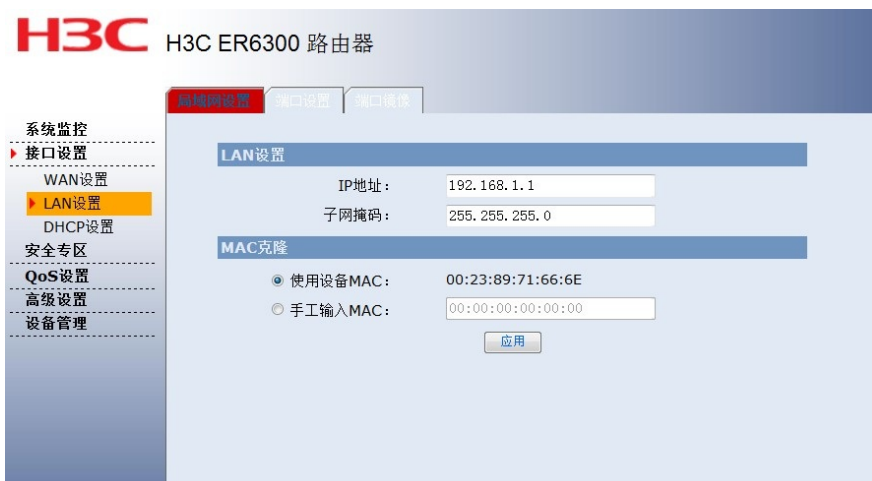 H3C H3C ER6300 路由器
局域网设置 端口设置 端口镜像
系统监控
接口设置
WAN设置
LAN设置
DHCP设置
安全专区
QoS设置
高级设置
设备管理
LAN设置
IP地址： 192.168.1.1
子网掩码： 255.255.255.0
MAC克隆
使用设备MAC： 00:23:89:71:66:6E
手工输入MAC： 00:00:00:00:00:00
应用